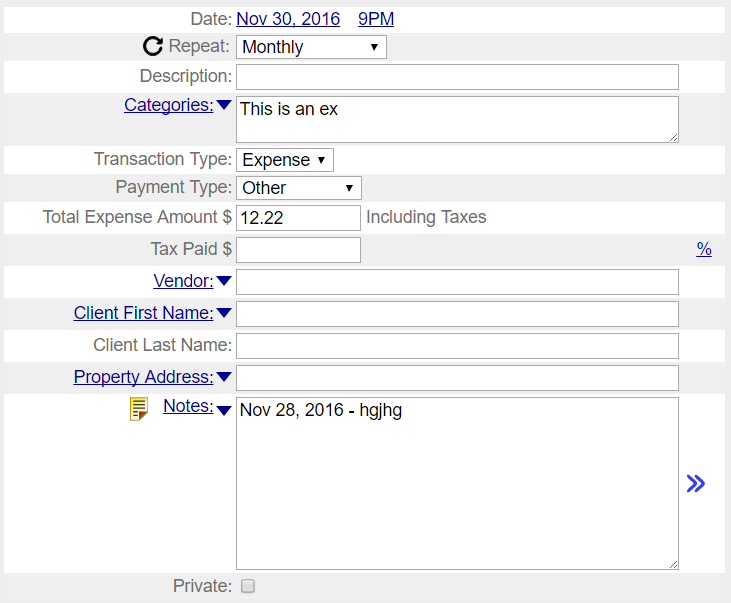 Date: Nov 30, 2016 9PM
Repeat: Monthly
Description:
Categories: This is an ex
Transaction Type: Expense
Payment Type: Other
Total Expense Amount $ 12.22 Including Taxes
Tax Paid $ %
Vendor:
Client First Name:
Client Last Name:
Property Address:
Notes: Nov 28, 2016 - hgjhg
Private: